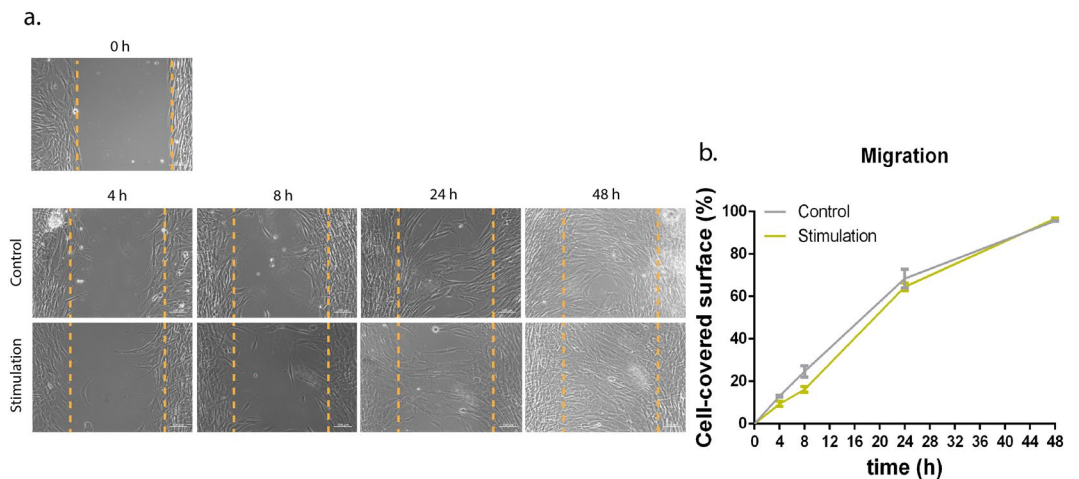 a.
0 h
4 h 8 h 24 h 48 h
Control
Stimulation
b.
Migration
Cell-covered surface (%)
Control
Stimulation
100
80
60
40
20
0
0 4 8 12 16 20 24 28 32 36 40 44 48
time (h)